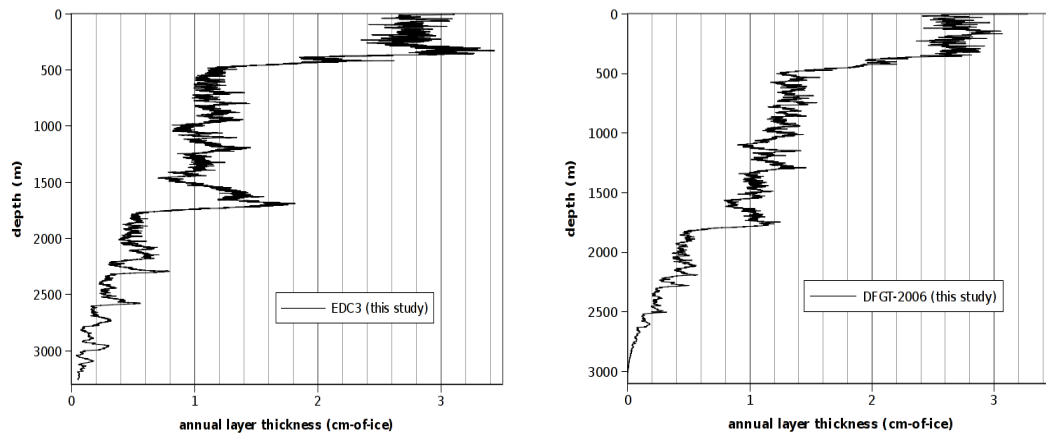 0
500
1000
1500
2000
2500
3000
depth (m)
EDC3 (this study)
0 1 2 3
annual layer thickness (cm-of-ice)
0
500
1000
1500
2000
2500
3000
depth (m)
DFGT-2006 (this study)
0 1 2 3
annual layer thickness (cm-of-ice)